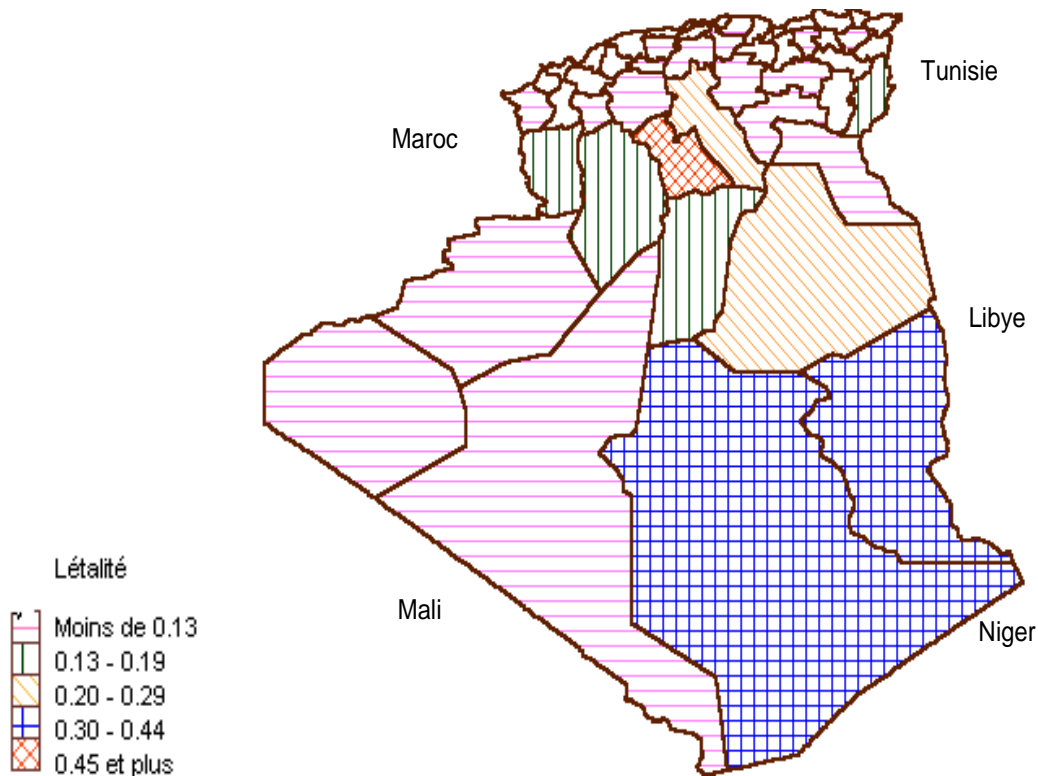 Tunisie
Maroc
Libye
Mali
Niger
Létalité
Moins de 0.13
0.13 - 0.19
0.20 - 0.29
0.30 - 0.44
0.45 et plus